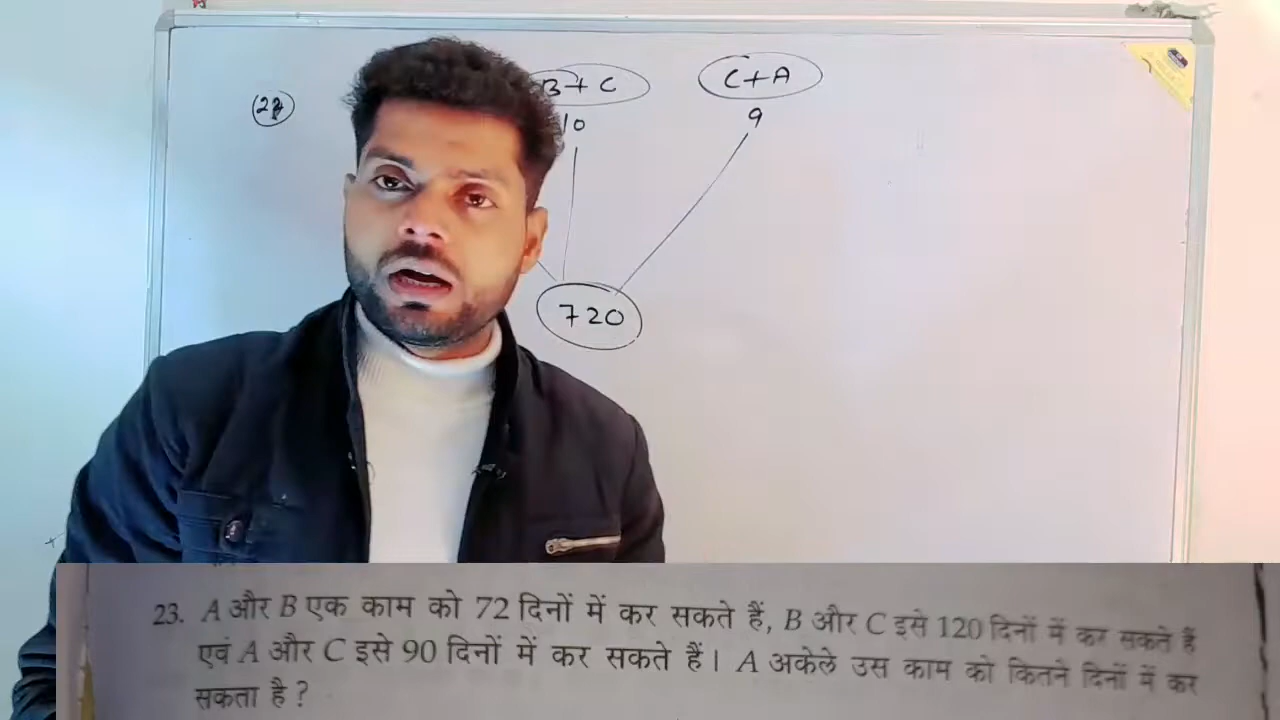 B + C
C + A
10
9
720
23. A और B एक काम को 72 दिनों में कर सकते हैं, B और C इसे 120 दिनों में कर सकते हैं
एवं A और C इसे 90 दिनों में कर सकते हैं। A अकेले उस काम को कितने दिनों में कर
सकता है ?